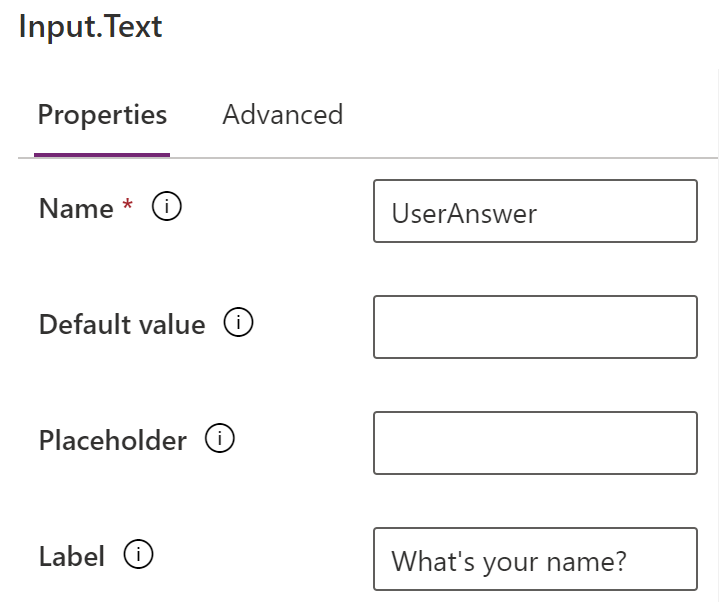 Input.Text
Properties Advanced
Name * i UserAnswer
Default value i
Placeholder i
Label i What's your name?